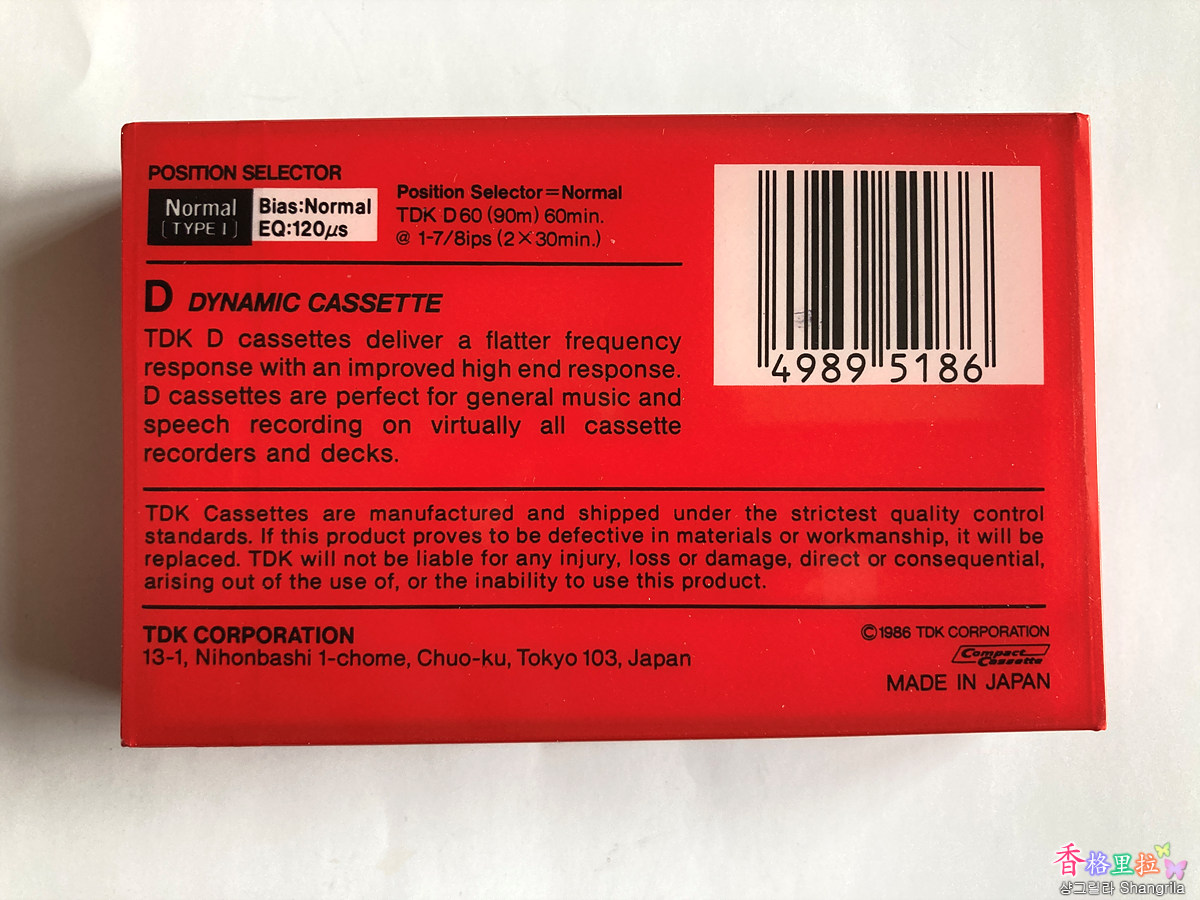 POSITION SELECTOR
Normal
[TYPE I]
Bias:Normal
EQ:120µs
Position Selector=Normal
TDK D60 (90m) 60min.
@ 1-7/8ips (2×30min.)
4989 5186
D DYNAMIC CASSETTE
TDK D cassettes deliver a flatter frequency
response with an improved high end response.
D cassettes are perfect for general music and
speech recording on virtually all cassette
recorders and decks.
TDK Cassettes are manufactured and shipped under the strictest quality control
standards. If this product proves to be defective in materials or workmanship, it will be
replaced. TDK will not be liable for any injury, loss or damage, direct or consequential,
arising out of the use of, or the inability to use this product.
TDK CORPORATION
13-1, Nihonbashi 1-chome, Chuo-ku, Tokyo 103, Japan
©1986 TDK CORPORATION
Compact
Cassette
MADE IN JAPAN
香格里拉
샹그릴라 Shangrila